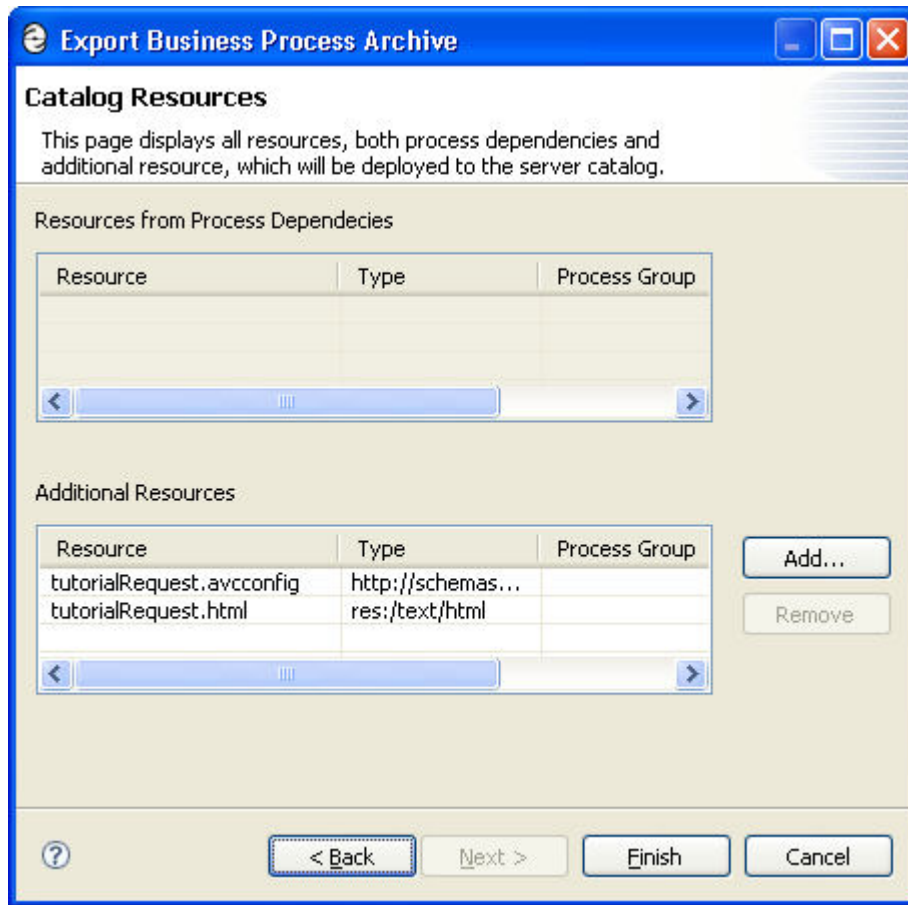 Export Business Process Archive
Catalog Resources
This page displays all resources, both process dependencies and
additional resource, which will be deployed to the server catalog.
Resources from Process Dependecies
Resource Type Process Group
Additional Resources
Resource Type Process Group
tutorialRequest.avcconfig http://schemas...
tutorialRequest.html res:/text/html
Add...
Remove
< Back Next > Finish Cancel